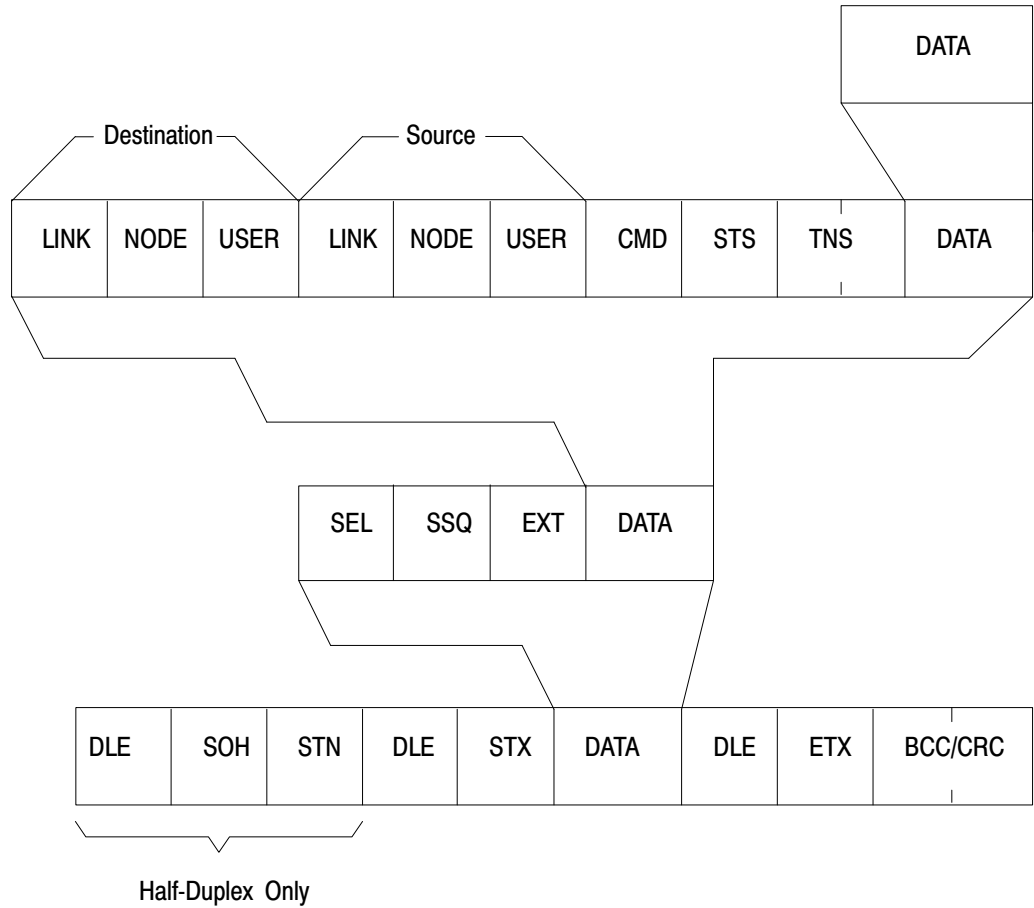 DATA
Destination Source
LINK NODE USER LINK NODE USER CMD STS TNS DATA
SEL SSQ EXT DATA
DLE SOH STN DLE STX DATA DLE ETX BCC/CRC
Half-Duplex Only